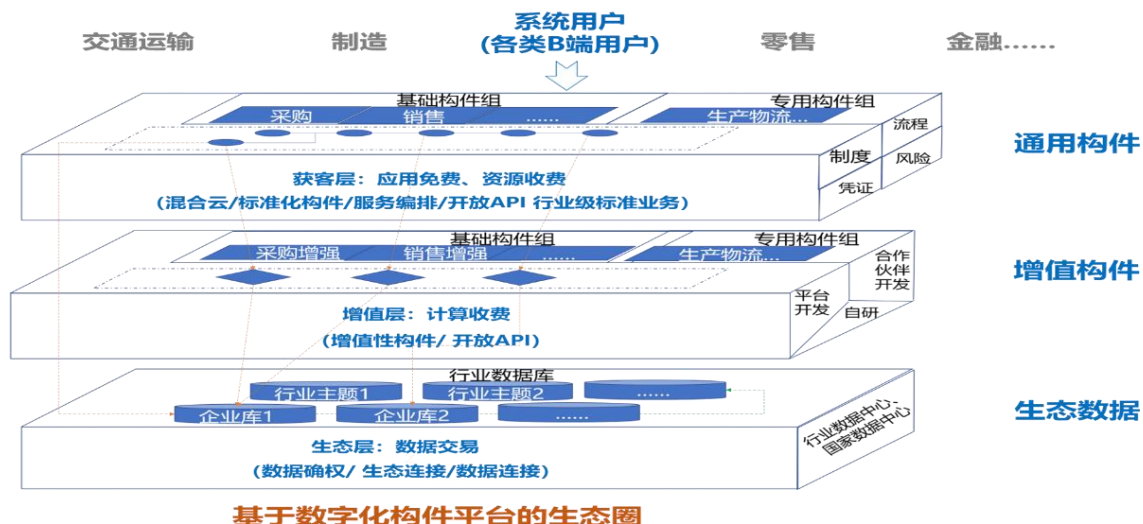 系统用户
交通运输 制造 (各类B端用户) 零售 金融......
基础构件组 专用构件组
采购 销售 ...... 生产物流...
流程
制度 风险
凭证
通用构件
获客层：应用免费、资源收费
(混合云/标准化构件/服务编排/开放API 行业级标准业务)
基础构件组 专用构件组
采购增强 销售增强 ...... 生产物流...
合作
伙伴
开发
平台
开发
自研
增值构件
增值层：计算收费
(增值性构件/ 开放API)
行业数据库
行业主题1 行业主题2 ......
企业库1 企业库2 ......
行业数据中心、
国家数据中心
生态数据
生态层：数据交易
(数据确权/ 生态连接/数据连接)
基于数字化构件平台的生态圈